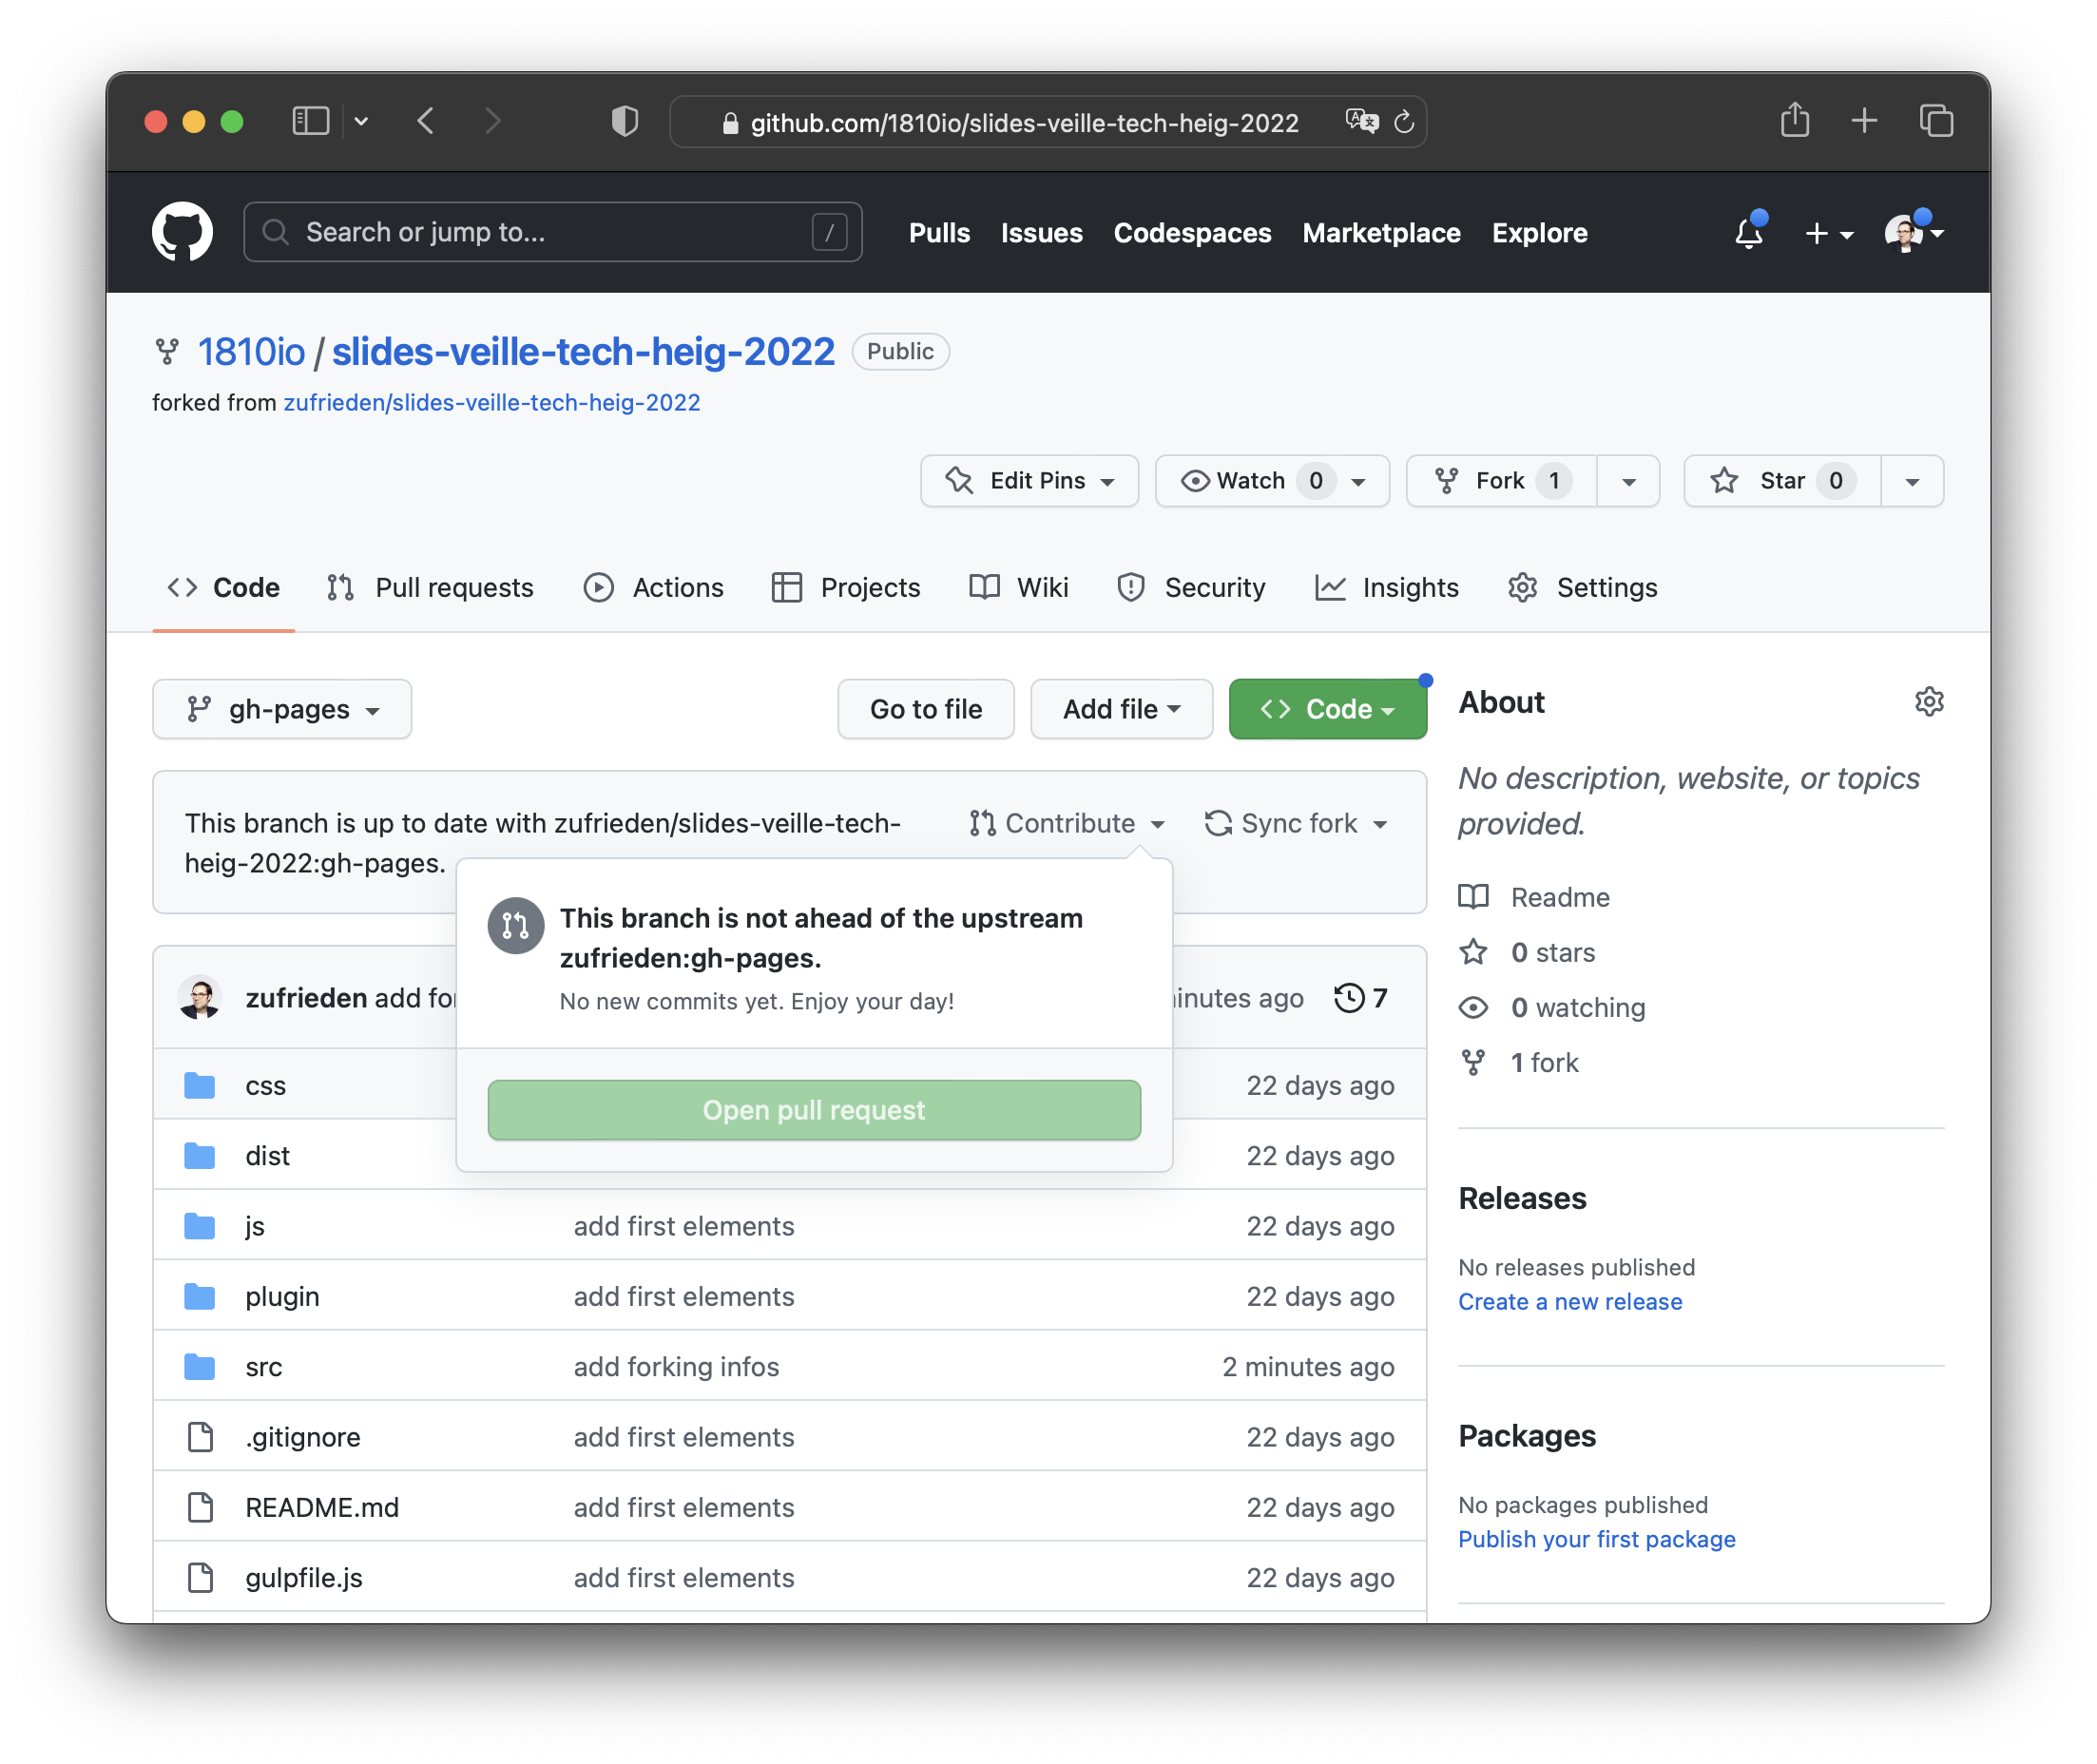 github.com/1810io/slides-veille-tech-heig-2022
Search or jump to...
/
Pulls
Issues
Codespaces
Marketplace
Explore
1810io / slides-veille-tech-heig-2022
Public
forked from zufrieden/slides-veille-tech-heig-2022
Edit Pins
Watch 0
Fork 1
Star 0
Code
Pull requests
Actions
Projects
Wiki
Security
Insights
Settings
gh-pages
Go to file
Add file
Code
This branch is up to date with zufrieden/slides-veille-tech-
heig-2022:gh-pages.
Contribute
Sync fork
This branch is not ahead of the upstream
zufrieden:gh-pages.
No new commits yet. Enjoy your day!
Open pull request
zufrieden add
ago
7
css
22 days ago
dist
22 days ago
js
add first elements
22 days ago
plugin
add first elements
22 days ago
src
add forking infos
2 minutes ago
.gitignore
add first elements
22 days ago
README.md
add first elements
22 days ago
gulpfile.js
add first elements
22 days ago
About
No description, website, or topics
provided.
Readme
0 stars
0 watching
1 fork
Releases
No releases published
Create a new release
Packages
No packages published
Publish your first package